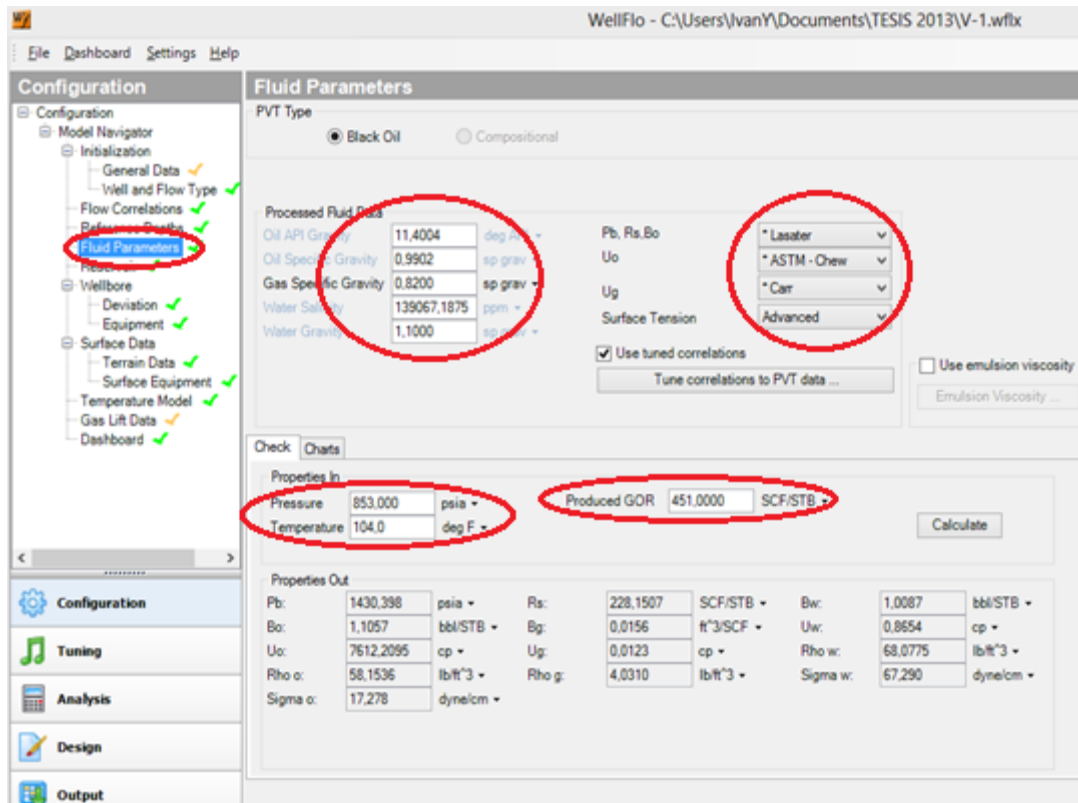 WellFlo - C:\Users\IvanY\Documents\TESIS 2013\V-1.wflx
File Dashboard Settings Help
Configuration
Configuration
Model Navigator
Initialization
General Data
Well and Flow Type
Flow Correlations
Reference Depths
Fluid Parameters
Reservoir
Wellbore
Deviation
Equipment
Surface Data
Terrain Data
Surface Equipment
Temperature Model
Gas Lift Data
Dashboard
Configuration
Tuning
Analysis
Design
Output
Fluid Parameters
PVT Type
Black Oil Compositional
Processed Fluid Data
Oil API Gravity 11,4004 deg API
Oil Specific Gravity 0,9902 sp grav
Gas Specific Gravity 0,8200 sp grav
Water Salinity 139067,1875 ppm
Water Gravity 1,1000 sp grav
Pb, Rs,Bo * Lasater
Uo * ASTM - Chew
Ug * Carr
Surface Tension Advanced
Use tuned correlations
Tune correlations to PVT data ...
Use emulsion viscosity
Emulsion Viscosity ...
Check Charts
Properties In
Pressure 853,000 psia Produced GOR 451,0000 SCF/STB
Temperature 104,0 deg F Calculate
Properties Out
Pb: 1430,398 psia Rs: 228,1507 SCF/STB Bw: 1,0087 bbl/STB
Bo: 1,1057 bbl/STB Bg: 0,0156 ft^3/SCF Uw: 0,8654 cp
Uo: 7612,2095 cp Ug: 0,0123 cp Rho w: 68,0775 lb/ft^3
Rho o: 58,1536 lb/ft^3 Rho g: 4,0310 lb/ft^3 Sigma w: 67,290 dyne/cm
Sigma o: 17,278 dyne/cm